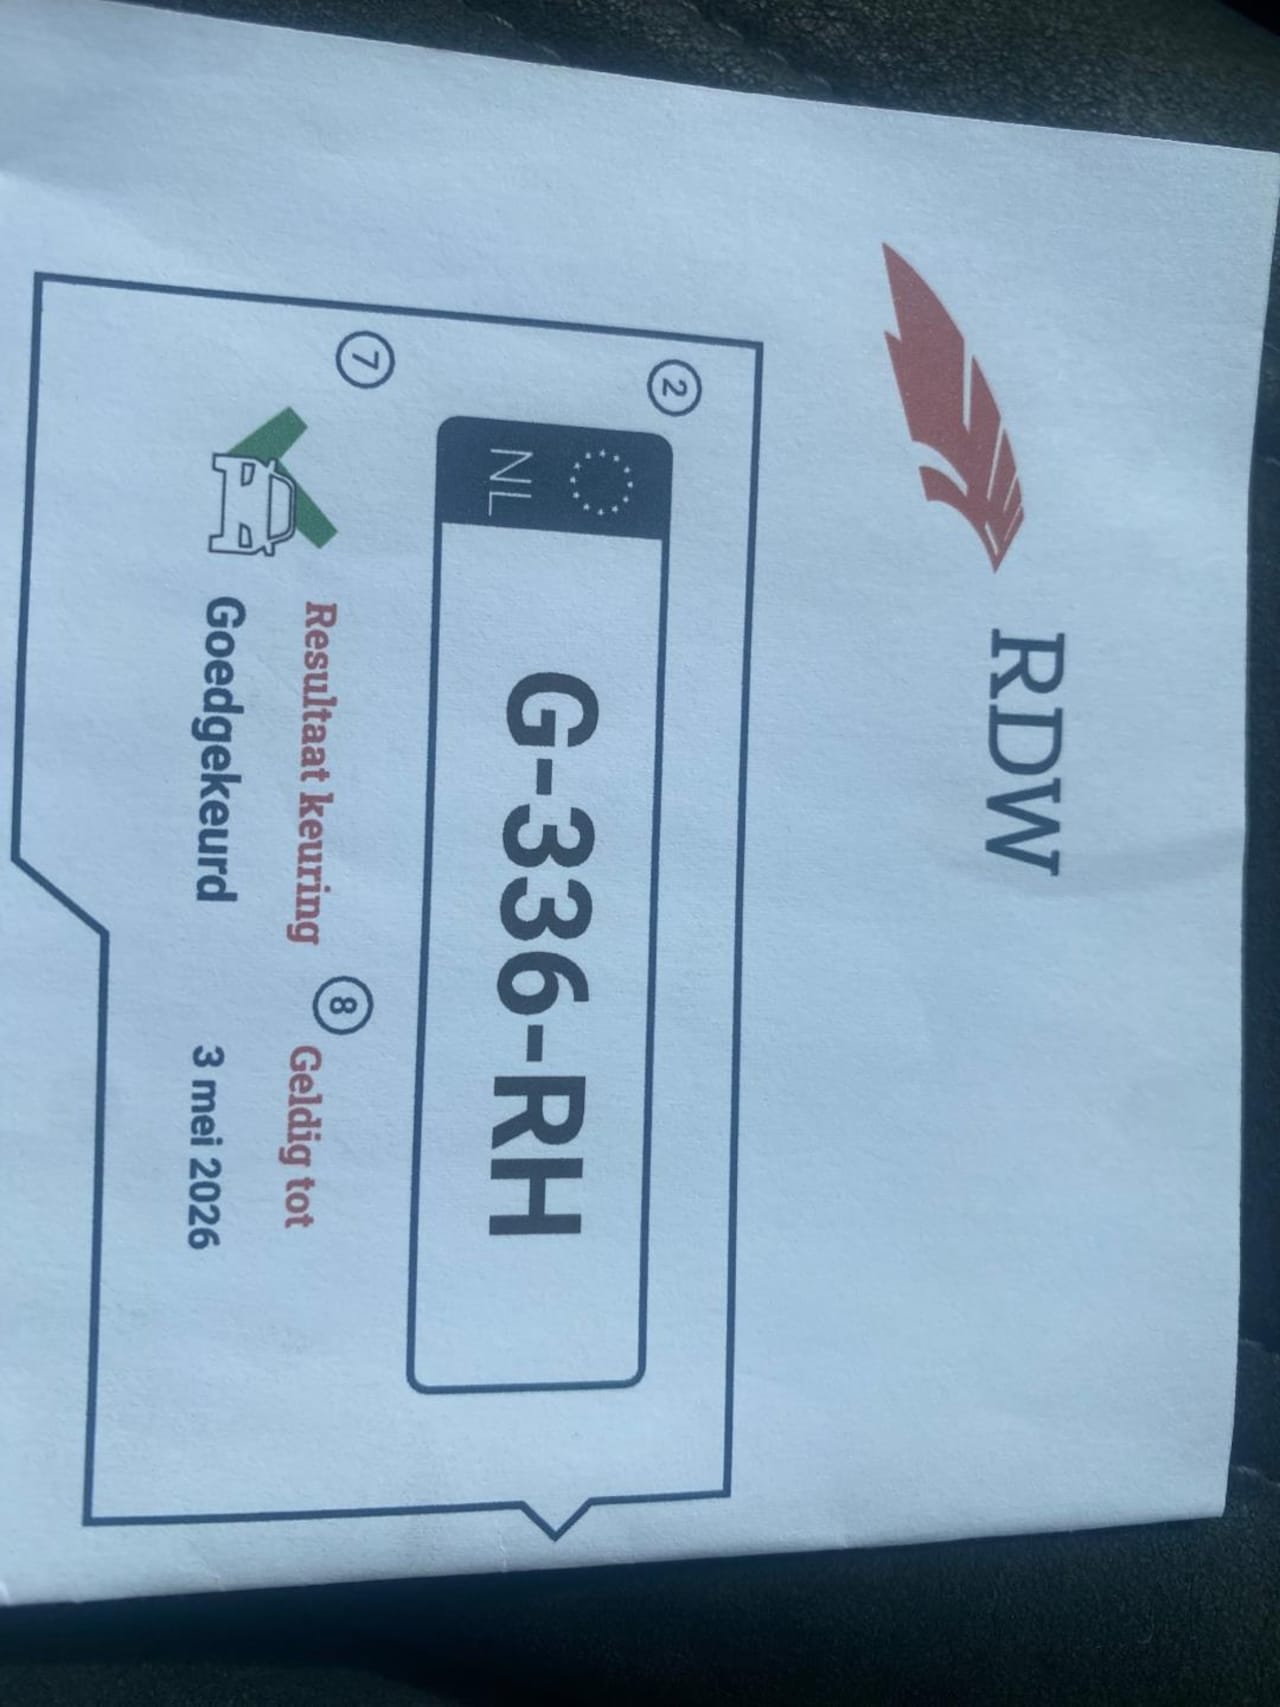 RDW
2
NL
G-336-RH
7
Resultaat keuring
Goedgekeurd
8
Geldig tot
3 mei 2026